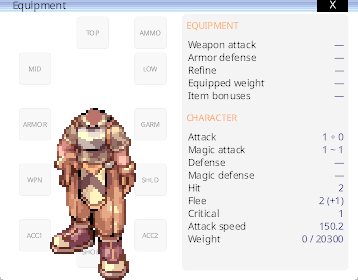 Equipment X
TOP AMMO
MID LOW
ARMOR GARM
WPN SHLD
ACC1 ACC2
EQUIPMENT
Weapon attack —
Armor defense —
Refine —
Equipped weight —
Item bonuses —
CHARACTER
Attack 1 + 0
Magic attack 1 ~ 1
Defense —
Magic defense —
Hit 2
Flee 2 (+1)
Critical 1
Attack speed 150.2
Weight 0 / 20300